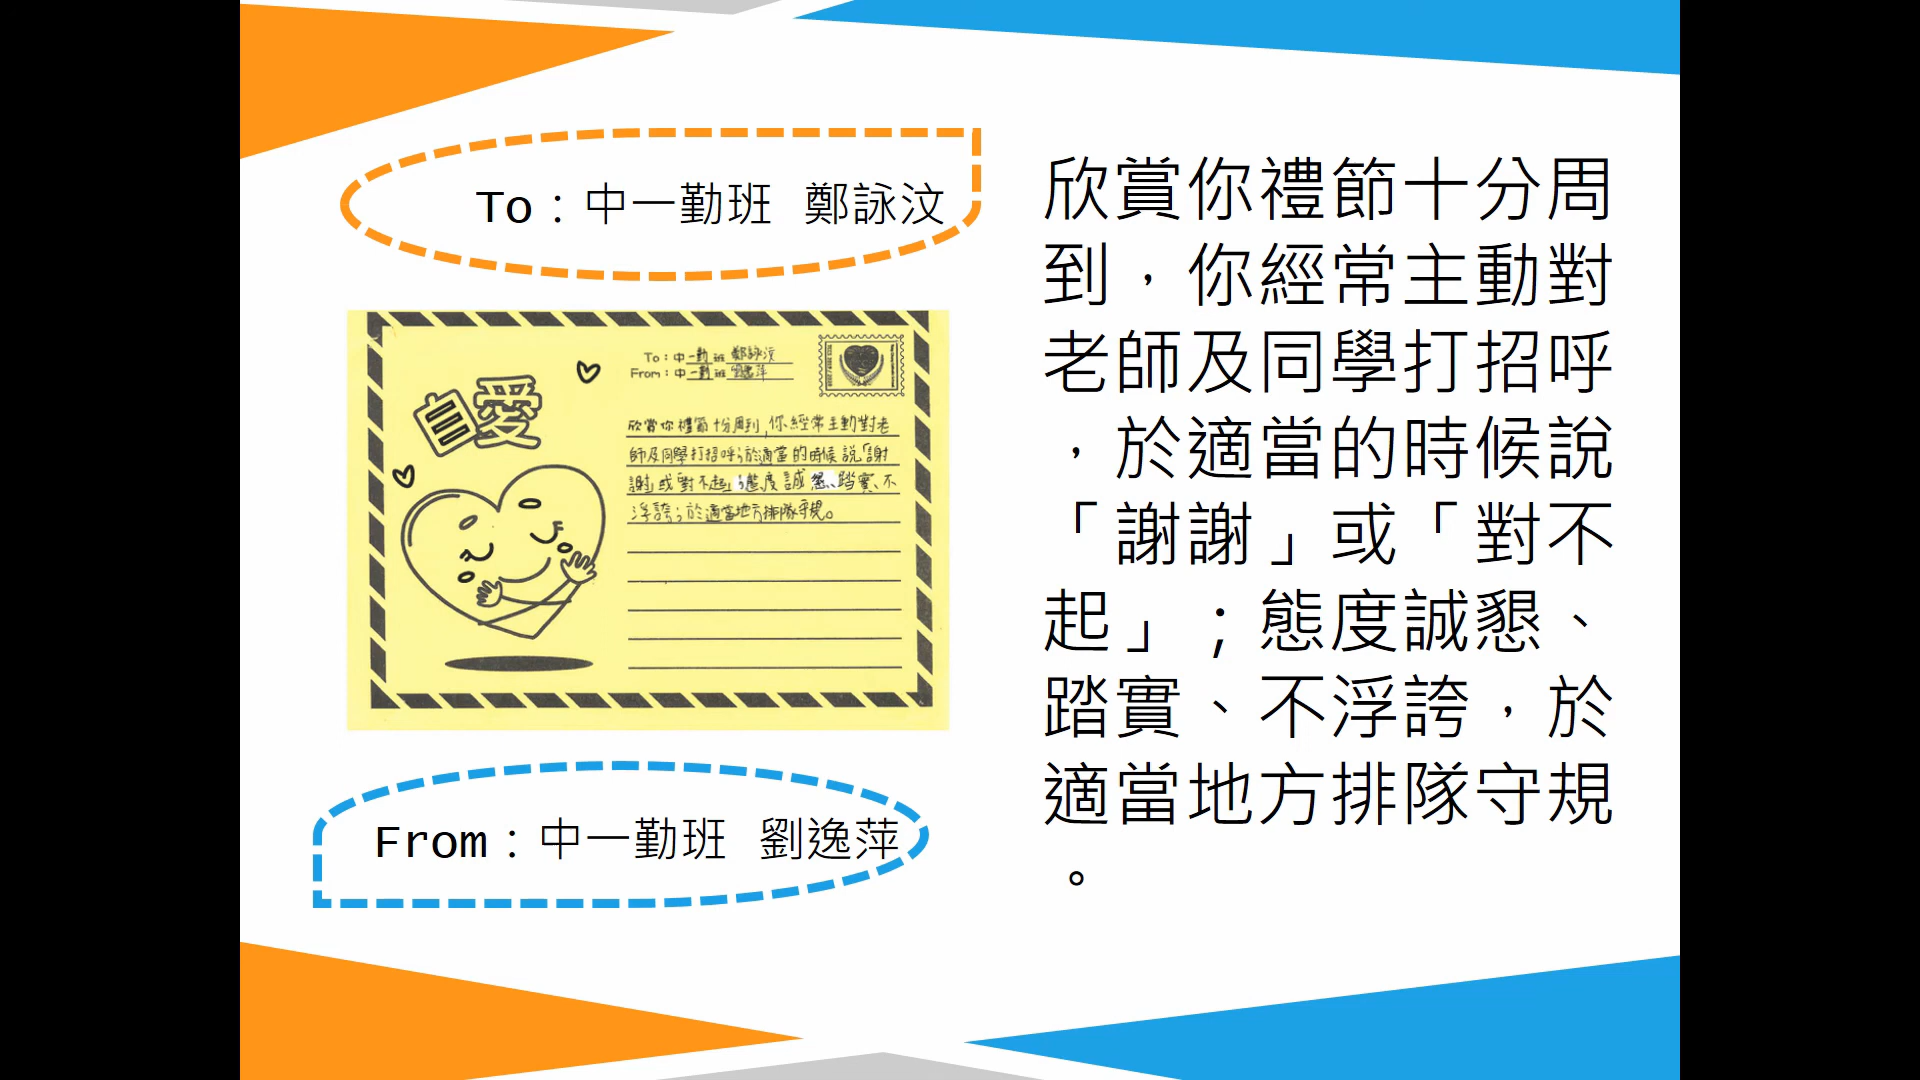 To：中一勤班 鄭詠汶
自愛
To：中一勤班 鄭詠汶
From：中一勤班 劉逸萍
欣賞你禮節十份周到，你經常主動對老
師及同學打招呼；於適當的時候說「謝
謝」或「對不起」；態度誠懇、踏實、不
浮誇；於適當地方排隊守規。
From：中一勤班 劉逸萍
欣賞你禮節十分周
到，你經常主動對
老師及同學打招呼
，於適當的時候說
「謝謝」或「對不
起」；態度誠懇、
踏實、不浮誇，於
適當地方排隊守規
。